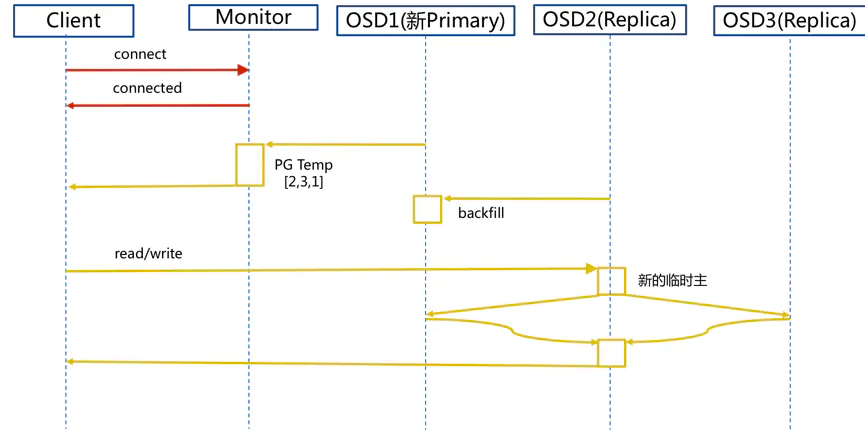 Client
Monitor
OSD1(新Primary)
OSD2(Replica)
OSD3(Replica)
connect
connected
PG Temp
[2,3,1]
backfill
read/write
新的临时主